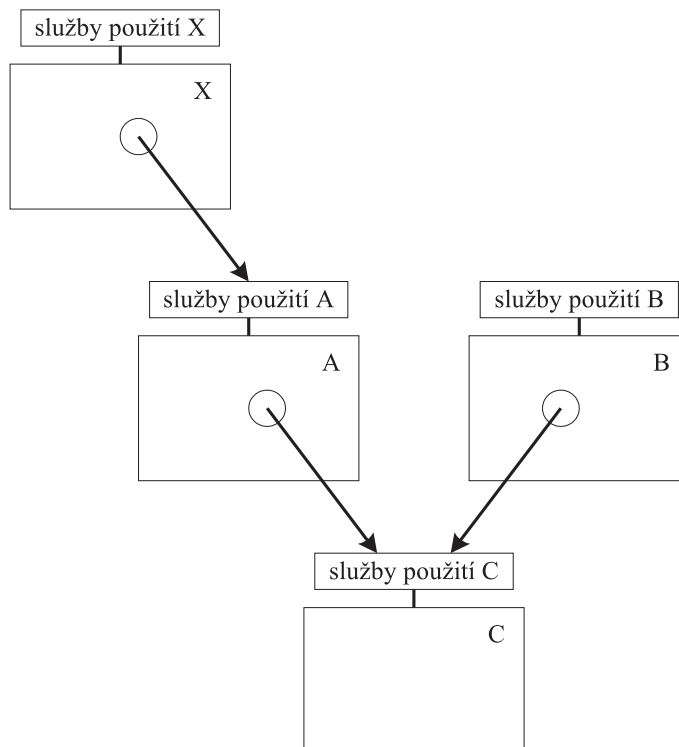 služby použití X
X
služby použití A
služby použití B
A
B
služby použití C
C